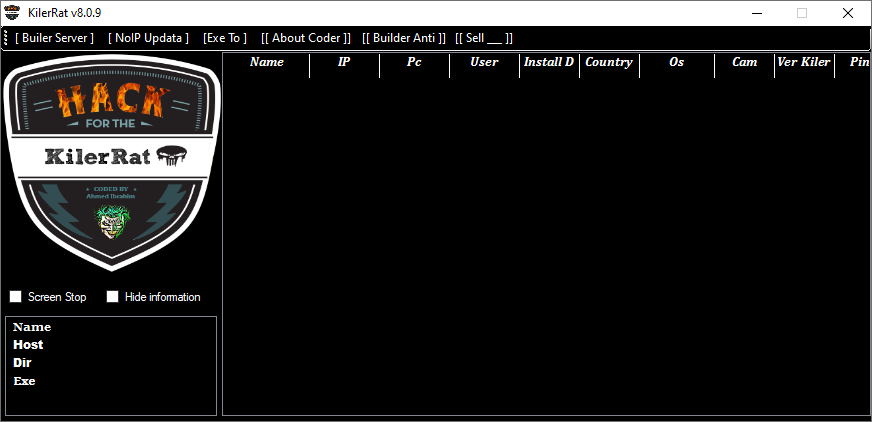 KilerRat v8.0.9
[ Builer Server ] [ NoIP Updata ] [Exe To ] [[ About Coder ]] [[ Builder Anti ]] [[ Sell ___ ]]
Name IP Pc User Install D Country Os Cam Ver Kiler Pin
HACK
FOR THE
KilerRat
CODED BY
Ahmed Ibrahim
Screen Stop Hide information
Name
Host
Dir
Exe